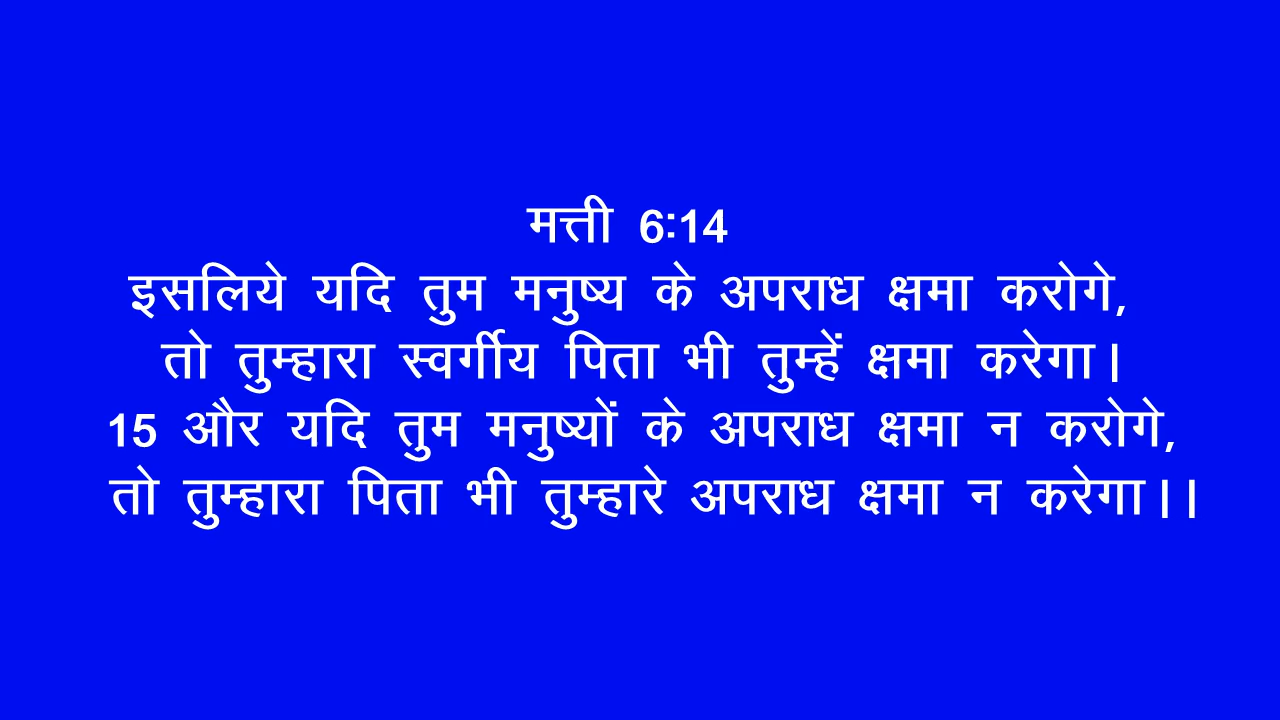 मत्ती 6:14
इसलिये यदि तुम मनुष्य के अपराध क्षमा करोगे,
तो तुम्हारा स्वर्गीय पिता भी तुम्हें क्षमा करेगा।
15 और यदि तुम मनुष्यों के अपराध क्षमा न करोगे,
तो तुम्हारा पिता भी तुम्हारे अपराध क्षमा न करेगा।।